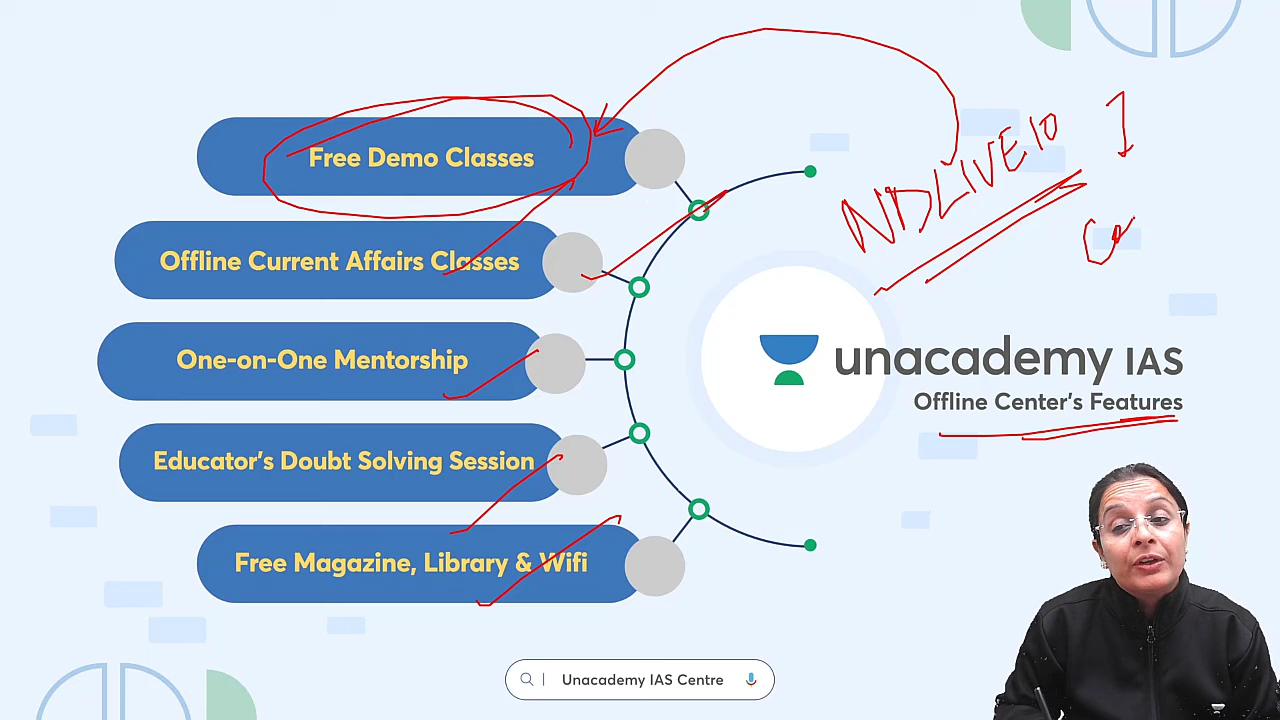 Free Demo Classes
Offline Current Affairs Classes
One-on-One Mentorship
Educator's Doubt Solving Session
Free Magazine, Library & Wifi
NDLIVE10
unacademy IAS
Offline Center's Features
Unacademy IAS Centre